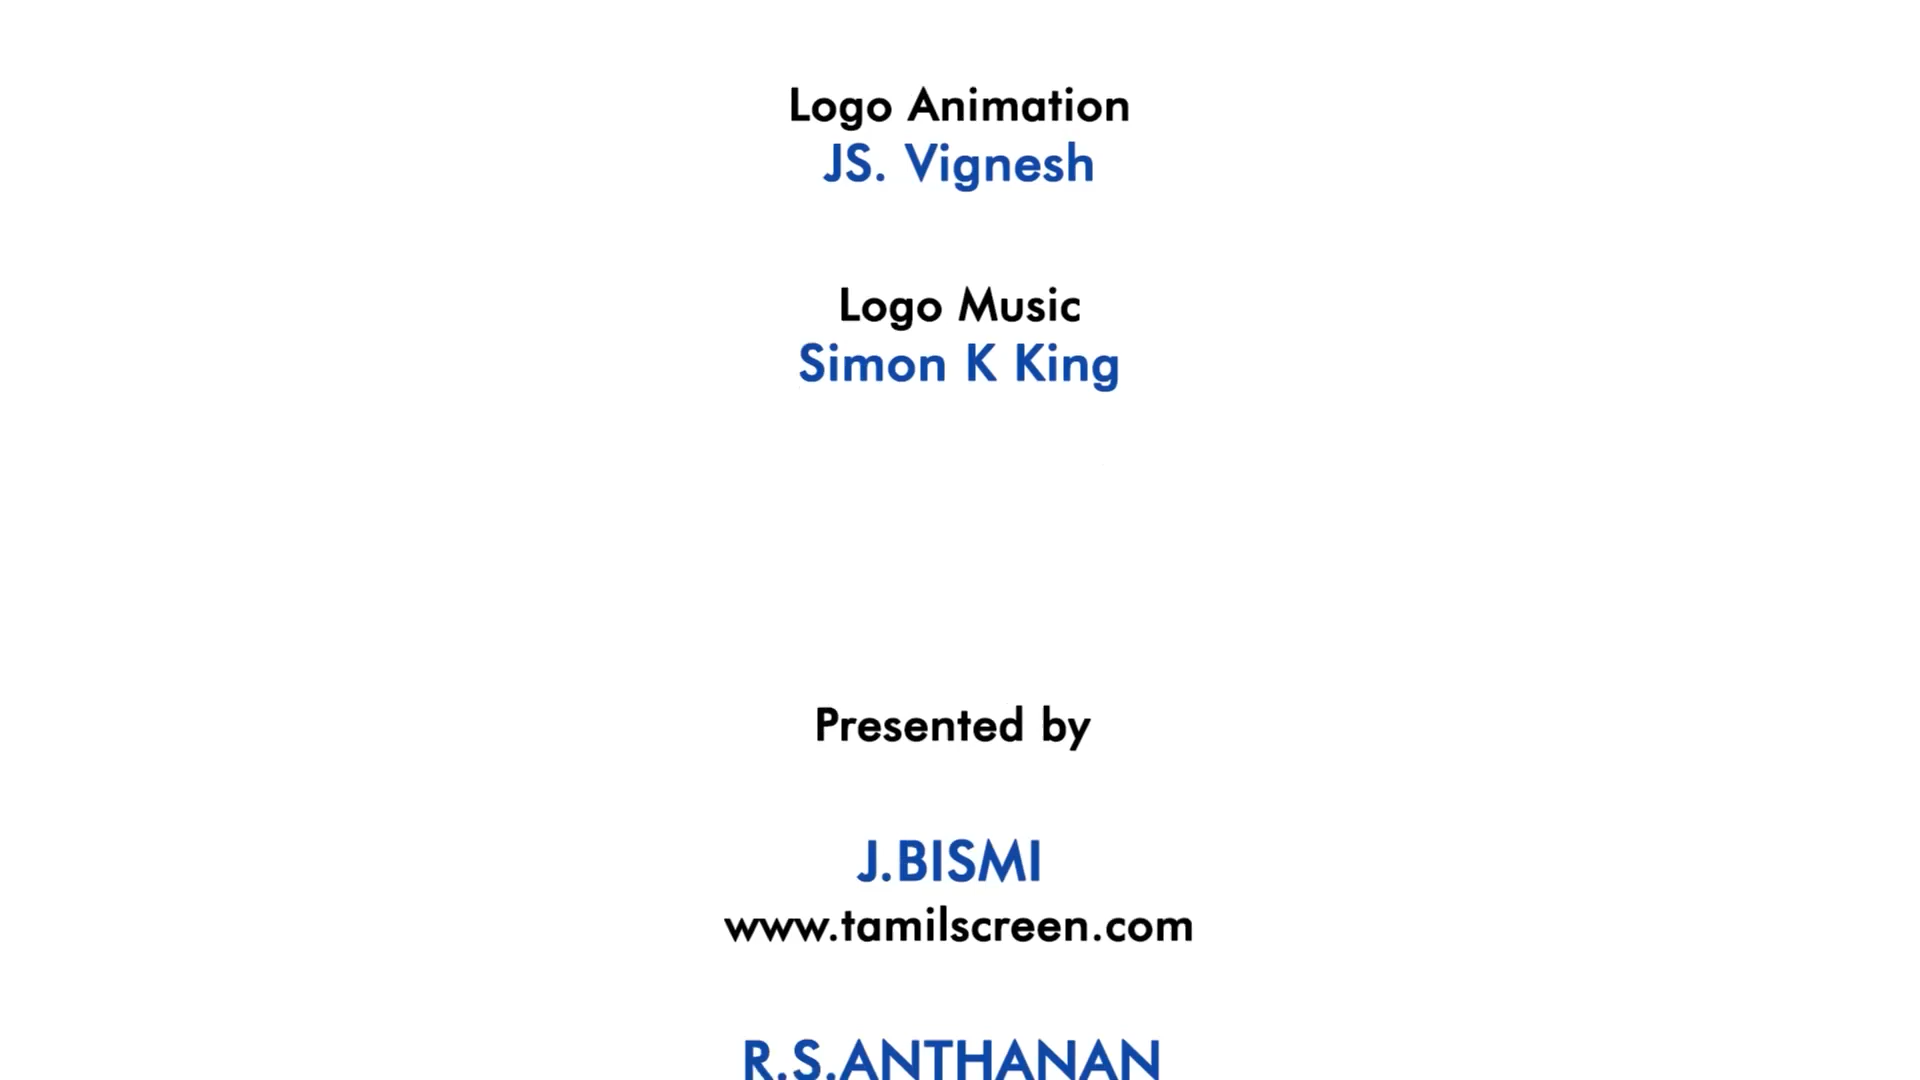 Logo Animation
JS. Vignesh
Logo Music
Simon K King
Presented by
J.BISMI
www.tamilscreen.com
R.S.ANTHANAN